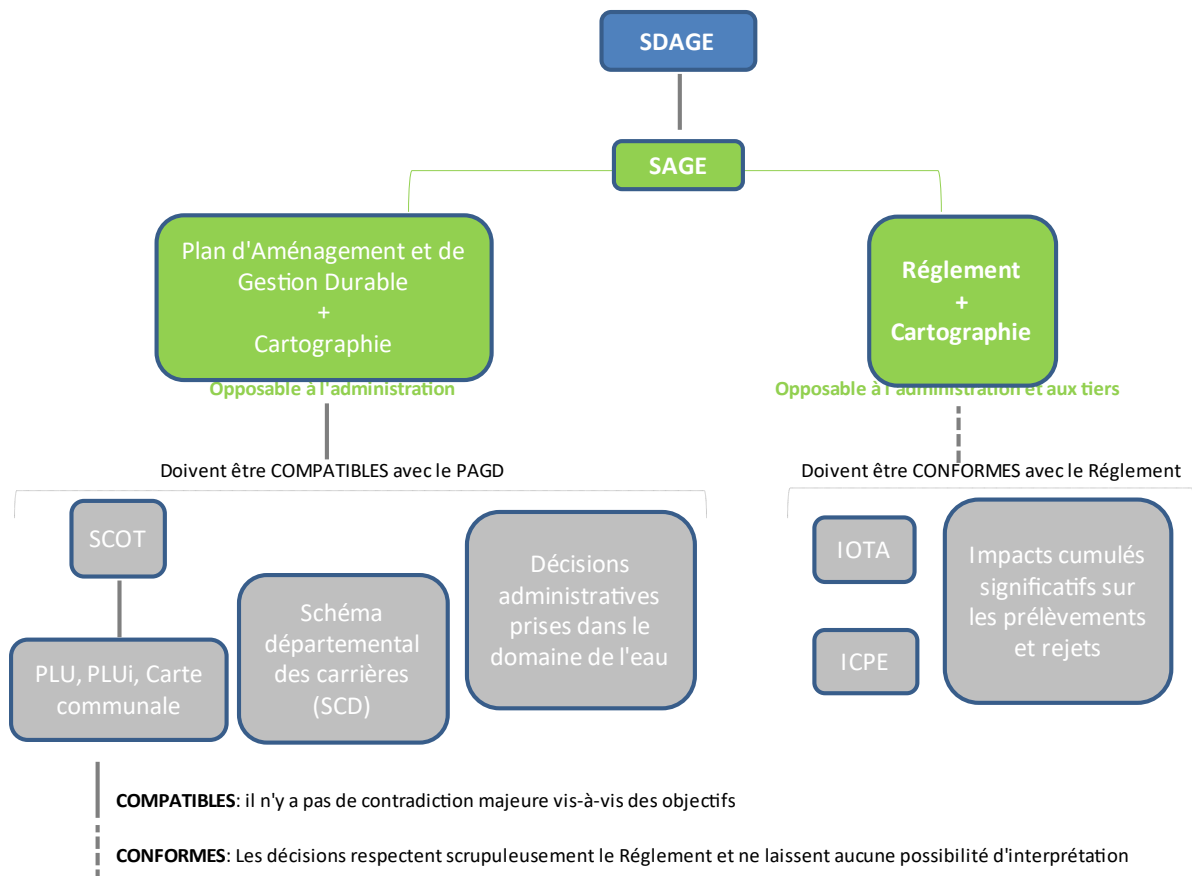 SDAGE
SAGE
Plan d'Aménagement et de
Gestion Durable
+
Cartographie
Réglement
+
Cartographie
Opposable à l'administration
Opposable à l'administration et aux tiers
Doivent être COMPATIBLES avec le PAGD
Doivent être CONFORMES avec le Réglement
SCOT
PLU, PLUi, Carte
communale
Schéma
départemental
des carrières
(SCD)
Décisions
administratives
prises dans le
domaine de l'eau
IOTA
ICPE
Impacts cumulés
significatifs sur
les prélèvements
et rejets
COMPATIBLES: il n'y a pas de contradiction majeure vis-à-vis des objectifs
CONFORMES: Les décisions respectent scrupuleusement le Réglement et ne laissent aucune possibilité d'interprétation